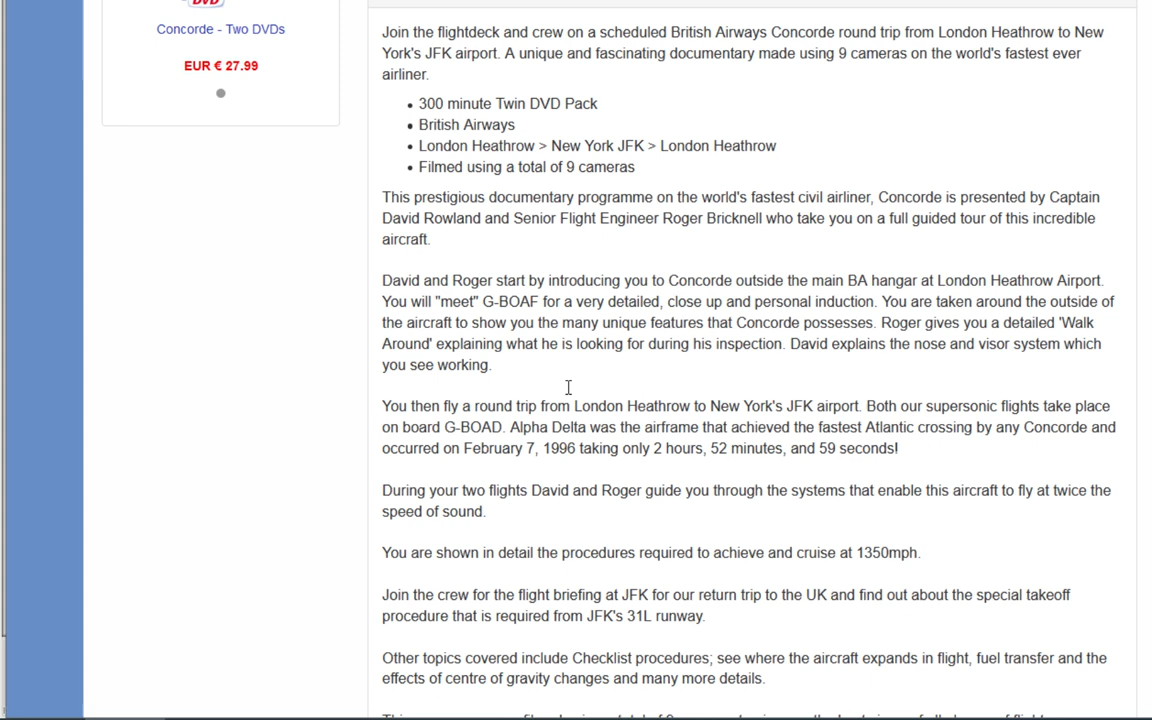 DVD
Concorde - Two DVDs
EUR € 27.99
Join the flightdeck and crew on a scheduled British Airways Concorde round trip from London Heathrow to New
York's JFK airport. A unique and fascinating documentary made using 9 cameras on the world's fastest ever
airliner.
• 300 minute Twin DVD Pack
• British Airways
• London Heathrow > New York JFK > London Heathrow
• Filmed using a total of 9 cameras
This prestigious documentary programme on the world's fastest civil airliner, Concorde is presented by Captain
David Rowland and Senior Flight Engineer Roger Bricknell who take you on a full guided tour of this incredible
aircraft.
David and Roger start by introducing you to Concorde outside the main BA hangar at London Heathrow Airport.
You will "meet" G-BOAF for a very detailed, close up and personal induction. You are taken around the outside of
the aircraft to show you the many unique features that Concorde possesses. Roger gives you a detailed 'Walk
Around' explaining what he is looking for during his inspection. David explains the nose and visor system which
you see working.
You then fly a round trip from London Heathrow to New York's JFK airport. Both our supersonic flights take place
on board G-BOAD. Alpha Delta was the airframe that achieved the fastest Atlantic crossing by any Concorde and
occurred on February 7, 1996 taking only 2 hours, 52 minutes, and 59 seconds!
During your two flights David and Roger guide you through the systems that enable this aircraft to fly at twice the
speed of sound.
You are shown in detail the procedures required to achieve and cruise at 1350mph.
Join the crew for the flight briefing at JFK for our return trip to the UK and find out about the special takeoff
procedure that is required from JFK's 31L runway.
Other topics covered include Checklist procedures; see where the aircraft expands in flight, fuel transfer and the
effects of centre of gravity changes and many more details.